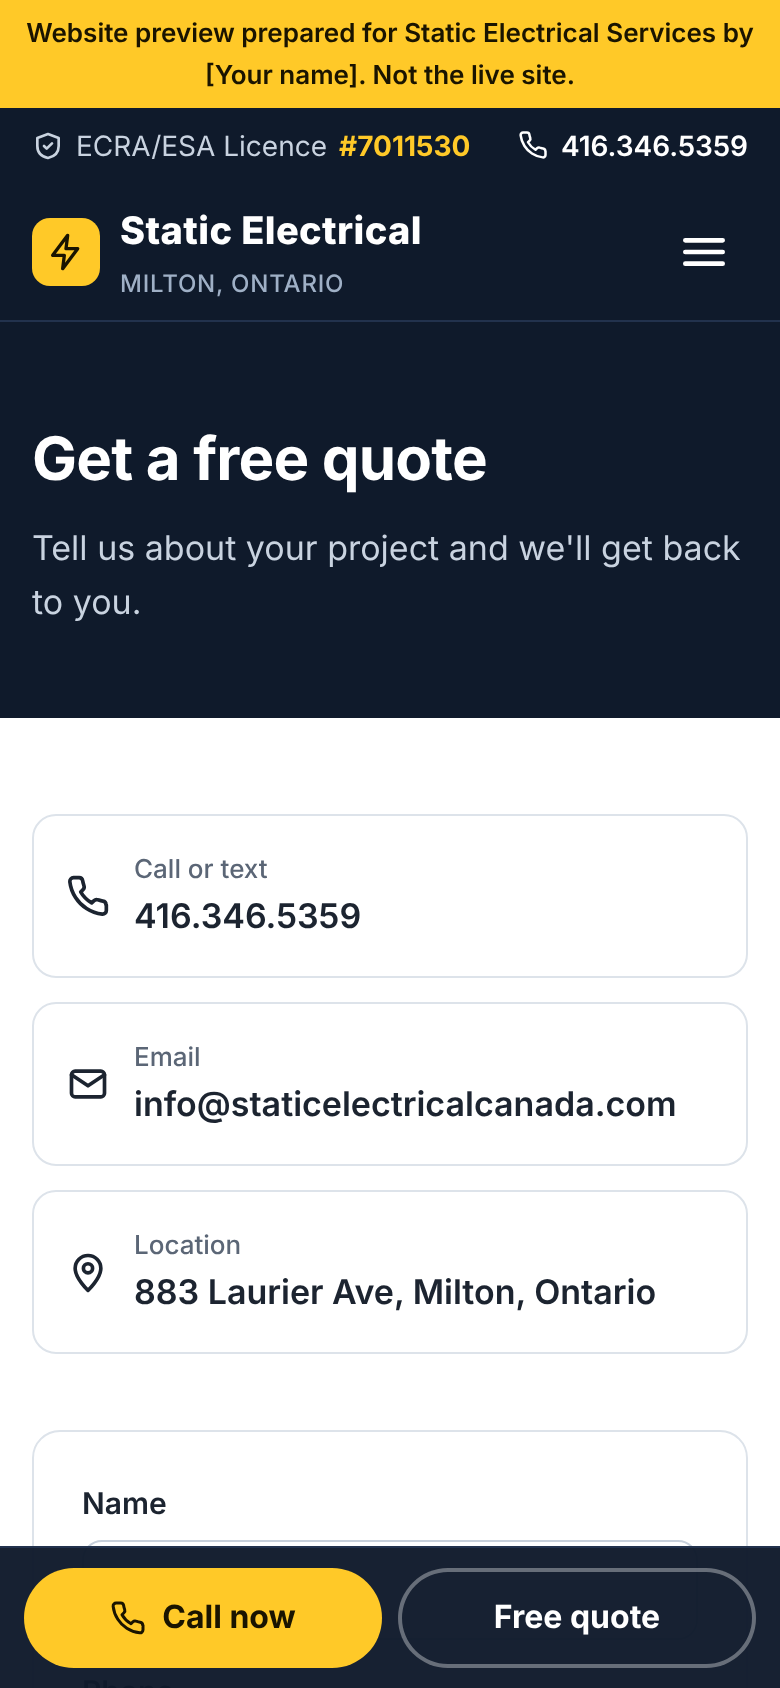 Website preview prepared for Static Electrical Services by
[Your name]. Not the live site.
ECRA/ESA Licence #7011530
416.346.5359
Static Electrical
MILTON, ONTARIO
Get a free quote
Tell us about your project and we'll get back
to you.
Call or text
416.346.5359
Email
info@staticelectricalcanada.com
Location
883 Laurier Ave, Milton, Ontario
Name
Call now
Free quote